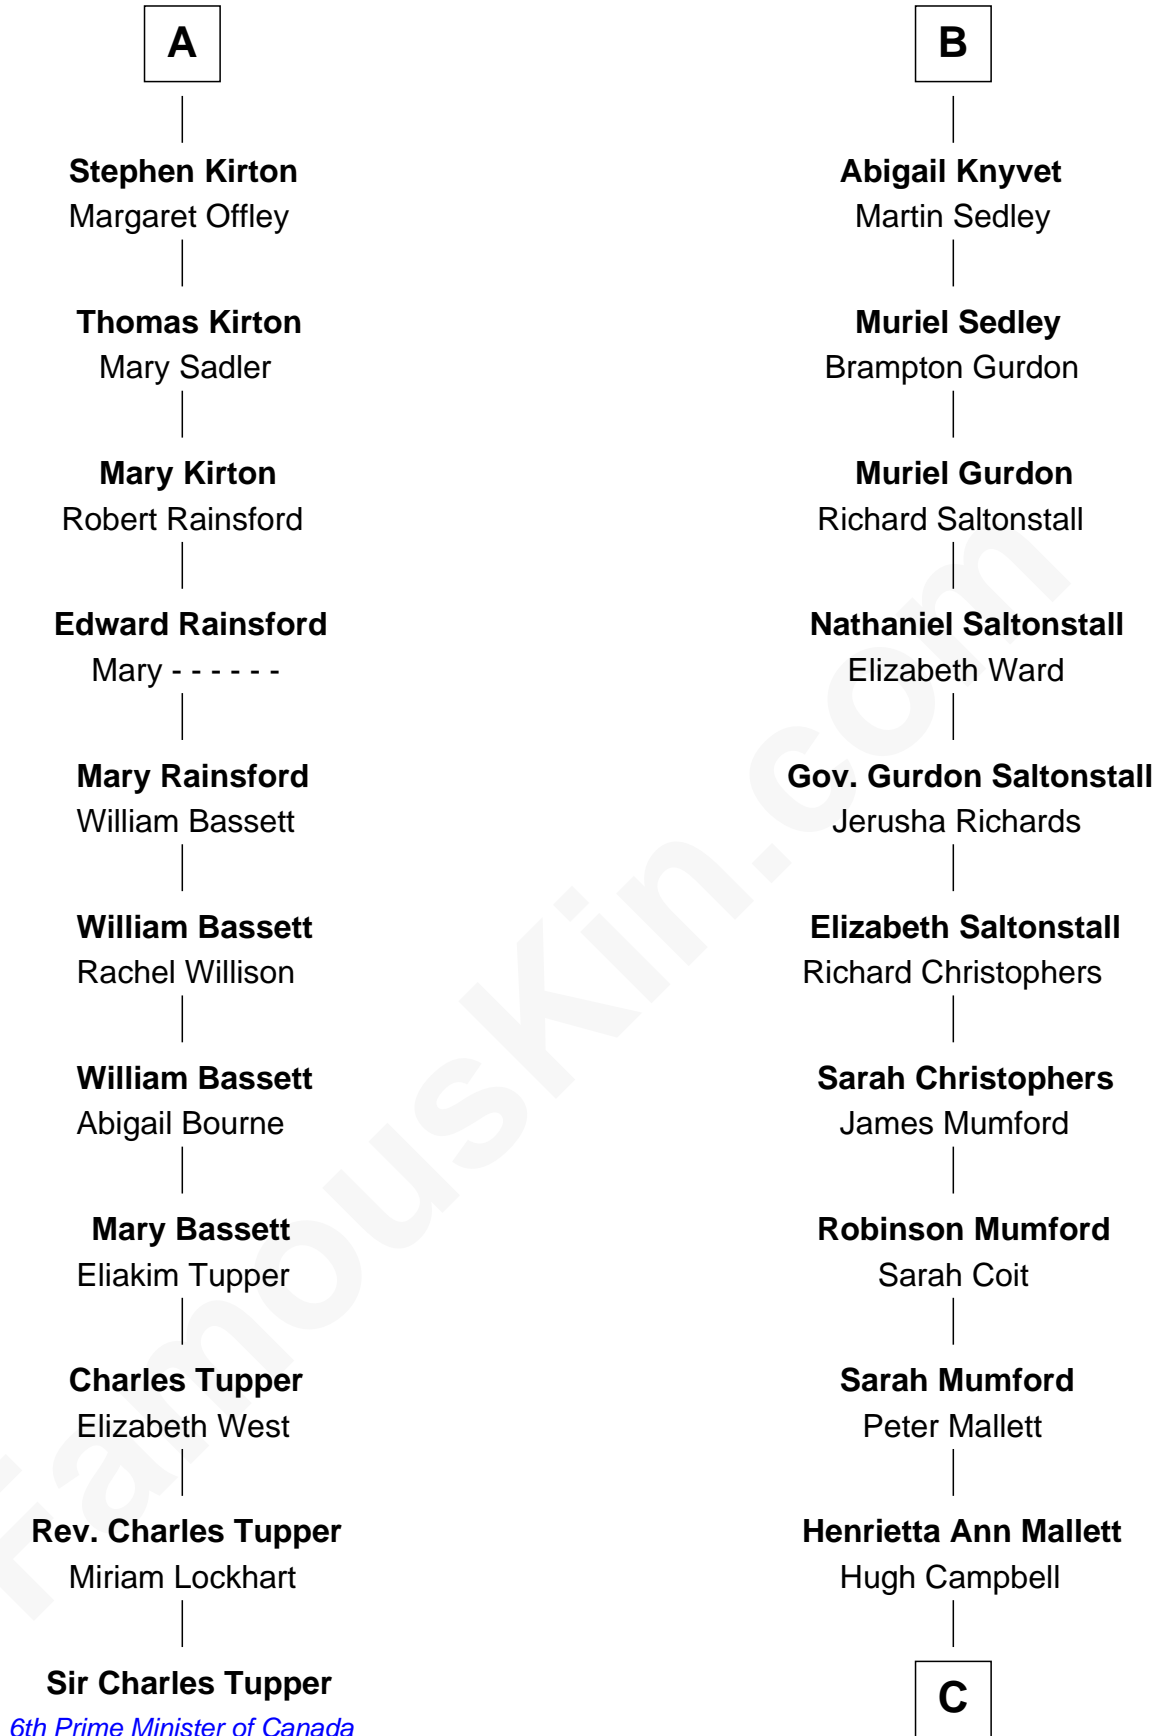 A
Stephen Kirton
Margaret Offley
Thomas Kirton
Mary Sadler
Mary Kirton
Robert Rainsford
Edward Rainsford
Mary - - - - - -
Mary Rainsford
William Bassett
William Bassett
Rachel Willison
William Bassett
Abigail Bourne
Mary Bassett
Eliakim Tupper
Charles Tupper
Elizabeth West
Rev. Charles Tupper
Miriam Lockhart
Sir Charles Tupper
6th Prime Minister of Canada
B
Abigail Knyvet
Martin Sedley
Muriel Sedley
Brampton Gurdon
Muriel Gurdon
Richard Saltonstall
Nathaniel Saltonstall
Elizabeth Ward
Gov. Gurdon Saltonstall
Jerusha Richards
Elizabeth Saltonstall
Richard Christophers
Sarah Christophers
James Mumford
Robinson Mumford
Sarah Coit
Sarah Mumford
Peter Mallett
Henrietta Ann Mallett
Hugh Campbell
C
FamousKin.com